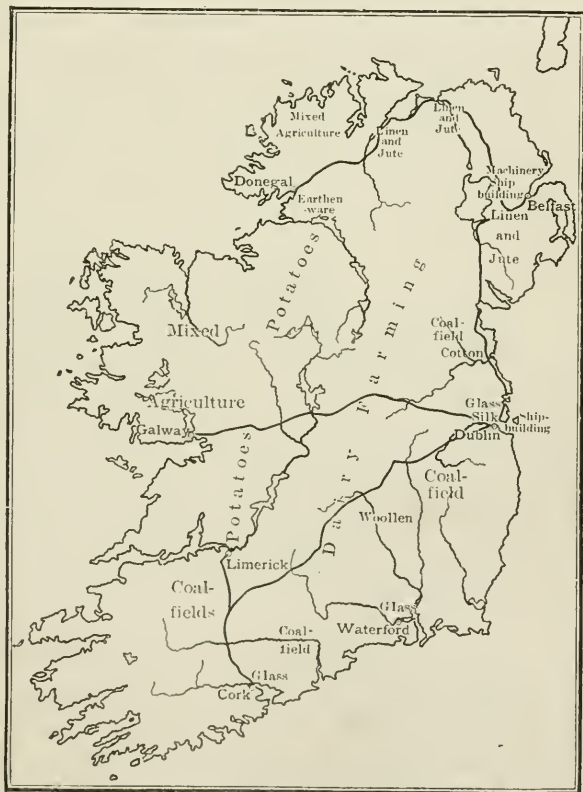 Mixed
Agriculture
Linen
and
Jute
Linen
and
Jute
Donegal
Machinery
Ship
building
Belfast
Earthen
-ware
Linen
and
Jute
Potatoes
Farming
Mixed
Coal-
field
Cotton
Agriculture
Galway
Glass
Silk
Ship-
building
Dublin
Potatoes
Dairy
Coal-
field
Woollen
Limerick
Coal-
fields
Glass
Waterford
Coal-
field
Glass
Cork